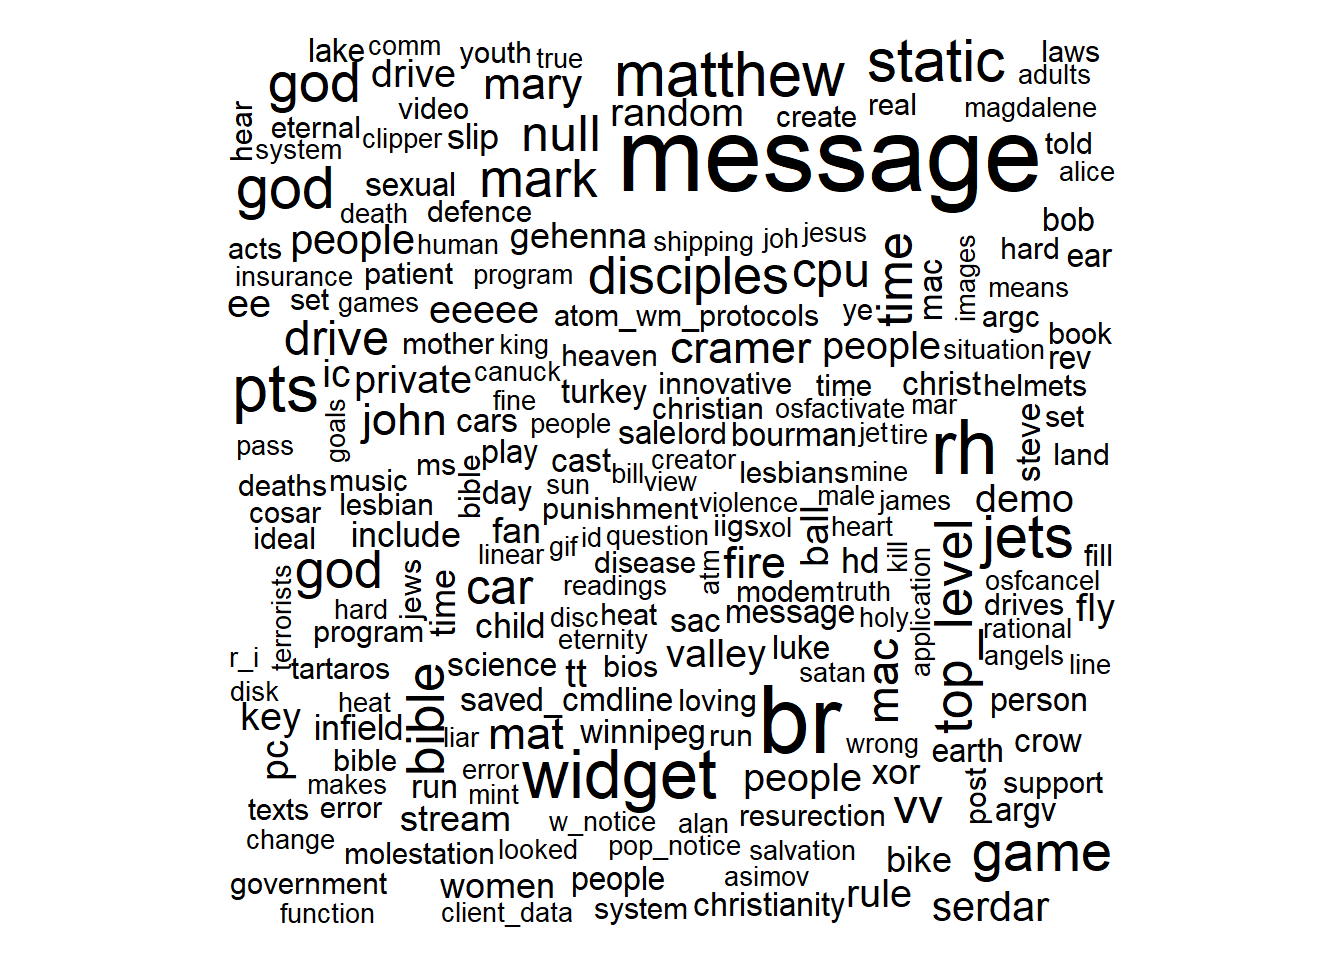 lake comm youth true matthew static laws
god drive mary adults
video random create real magdalene
hear eternal clipper slip null message told
system alice
god sexual mark
death defence bob
acts people human gehenna shipping joh jesus time hard ear
insurance patient program disciples cpu mac images means
ee set games eeeee atom_wm_protocols ye argc
drive mother king heaven cramer people situation book
rev
pts ic private canuck turkey innovative time christ helmets
fine christian osfactivate mar
goals john cars people sale lord bourman jet tire rh steve set
pass
ms play cast creator land
deaths music bible bill lesbians mine
lesbian day sun view
cosar punishment violence male james demo
ideal include fan id question iigs xol ball heart jets
linear gif kill top_level fill
terrorists god jews time car disease atm fire hd application osfcancel
readings modem truth
hard disc heat message holy drives fly
program child eternity sac rational
r_i l angels line
tartaros bible science tt bios valley luke satan mac
disk heat saved_cmdline loving br person
key infield liar mat winnipeg run wrong earth crow
pc bible error widget people xor post support
makes run mint
texts error stream w_notice alan resurection vv argv
change molestation looked pop_notice salvation bike game
government women people asimov
function client_data system christianity rule serdar